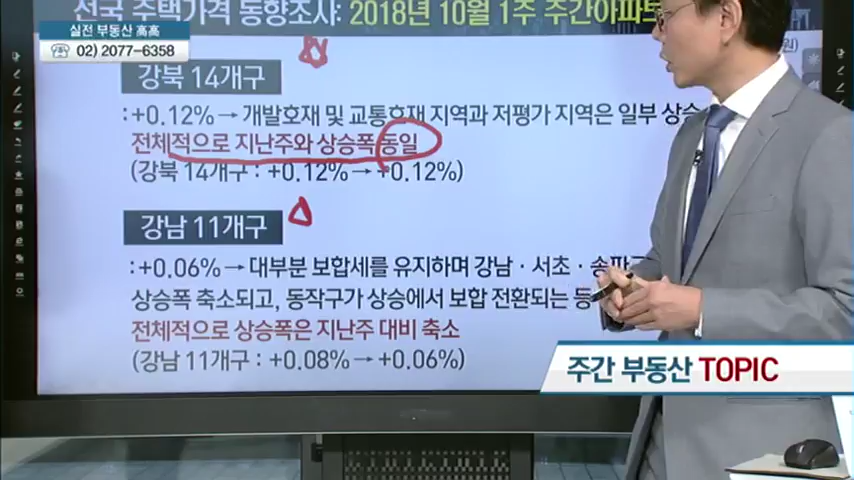 전국 주택가격 동향조사: 2018년 10월 1주 주간아파트
실전 부동산 高高
02) 2077-6358
원)
강북 14개구
:+0.12% → 개발호재 및 교통호재 지역과 저평가 지역은 일부 상승
전체적으로 지난주와 상승폭 동일
(강북 14개구 : +0.12% → +0.12%)
강남 11개구
:+0.06% → 대부분 보합세를 유지하며 강남 · 서초 · 송파구
상승폭 축소되고, 동작구가 상승에서 보합 전환되는 등
전체적으로 상승폭은 지난주 대비 축소
(강남 11개구 : +0.08% → +0.06%)
주간 부동산 TOPIC